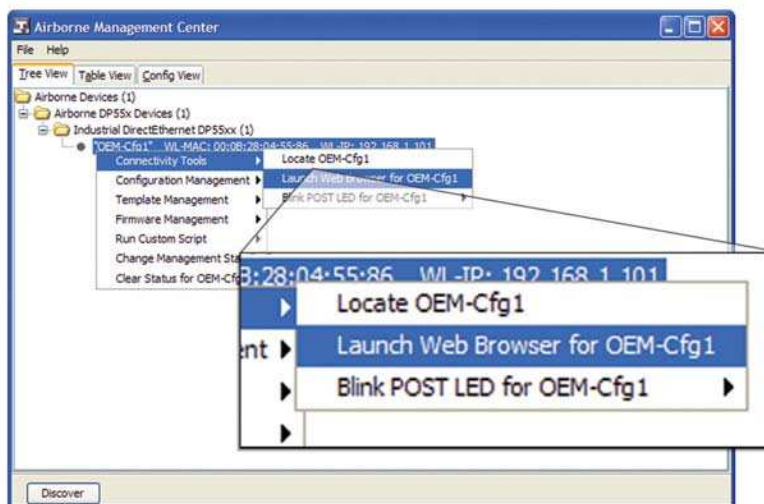 Airborne Management Center
File Help
Tree View Table View Config View
Airborne Devices (1)
Airborne DP55x Devices (1)
Industrial DirectEthernet DP55xx (1)
"OEM-Cfg1" WL-MAC: 00:0B:28:04:55:86 WL-IP: 192.168.1.101
Connectivity Tools
Locate OEM-Cfg1
Configuration Management
Launch Web Browser for OEM-Cfg1
Template Management
Blink POST LED for OEM-Cfg1
Firmware Management
Run Custom Script
Change Management Sta
Clear Status for OEM-Cfg
:28:04:55:86 WL-IP: 192.168.1.101
Locate OEM-Cfg1
ent
Launch Web Browser for OEM-Cfg1
Blink POST LED for OEM-Cfg1
Discover